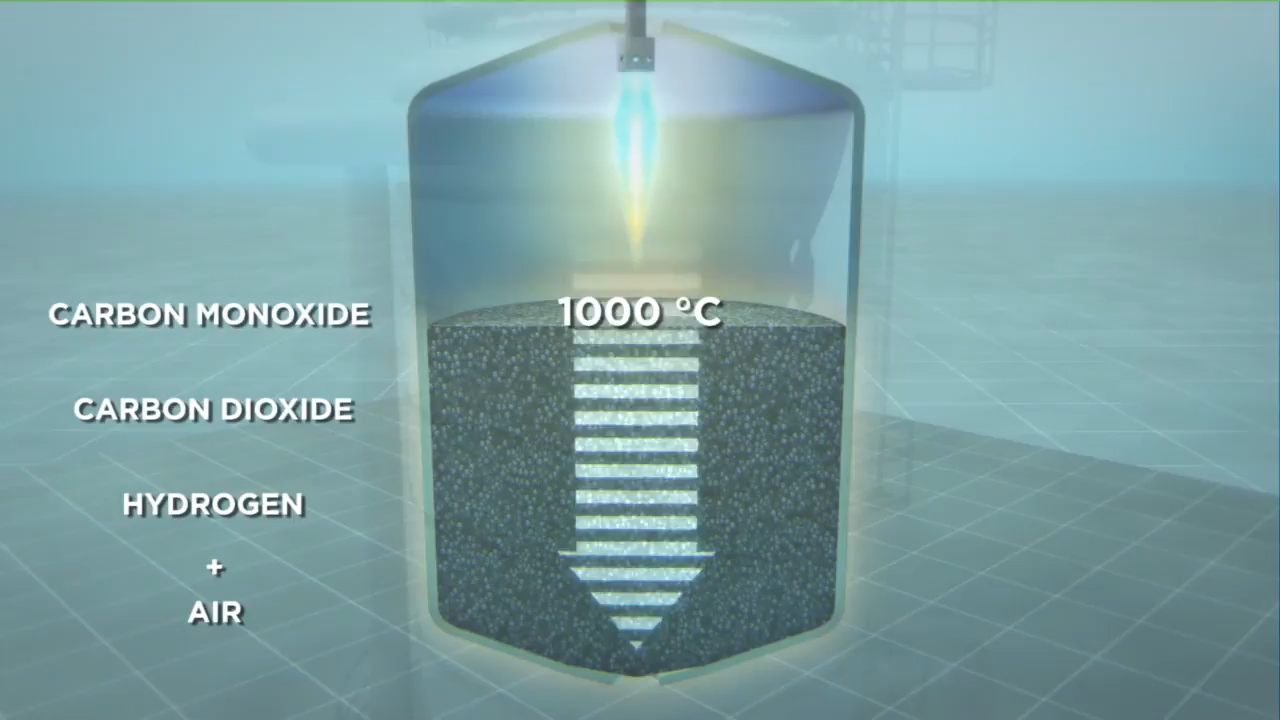 1000 °C
CARBON MONOXIDE
CARBON DIOXIDE
HYDROGEN
+
AIR